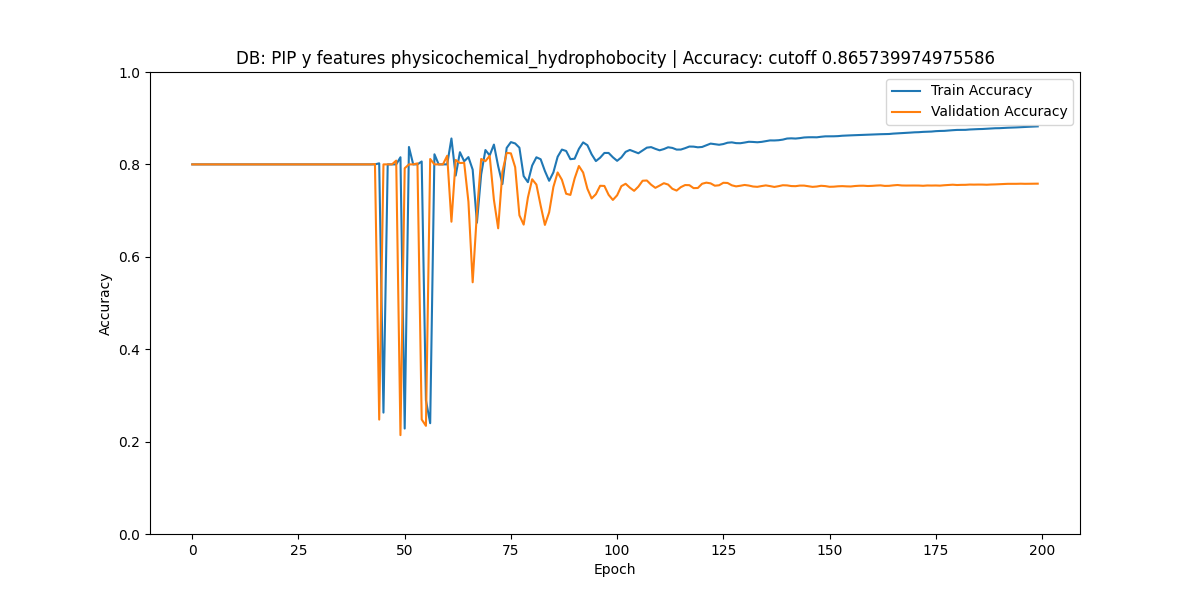 DB: PIP y features physicochemical_hydrophobocity | Accuracy: cutoff 0.865739974975586
Train Accuracy
Validation Accuracy
Accuracy
1.0
0.8
0.6
0.4
0.2
0.0
0 25 50 75 100 125 150 175 200
Epoch